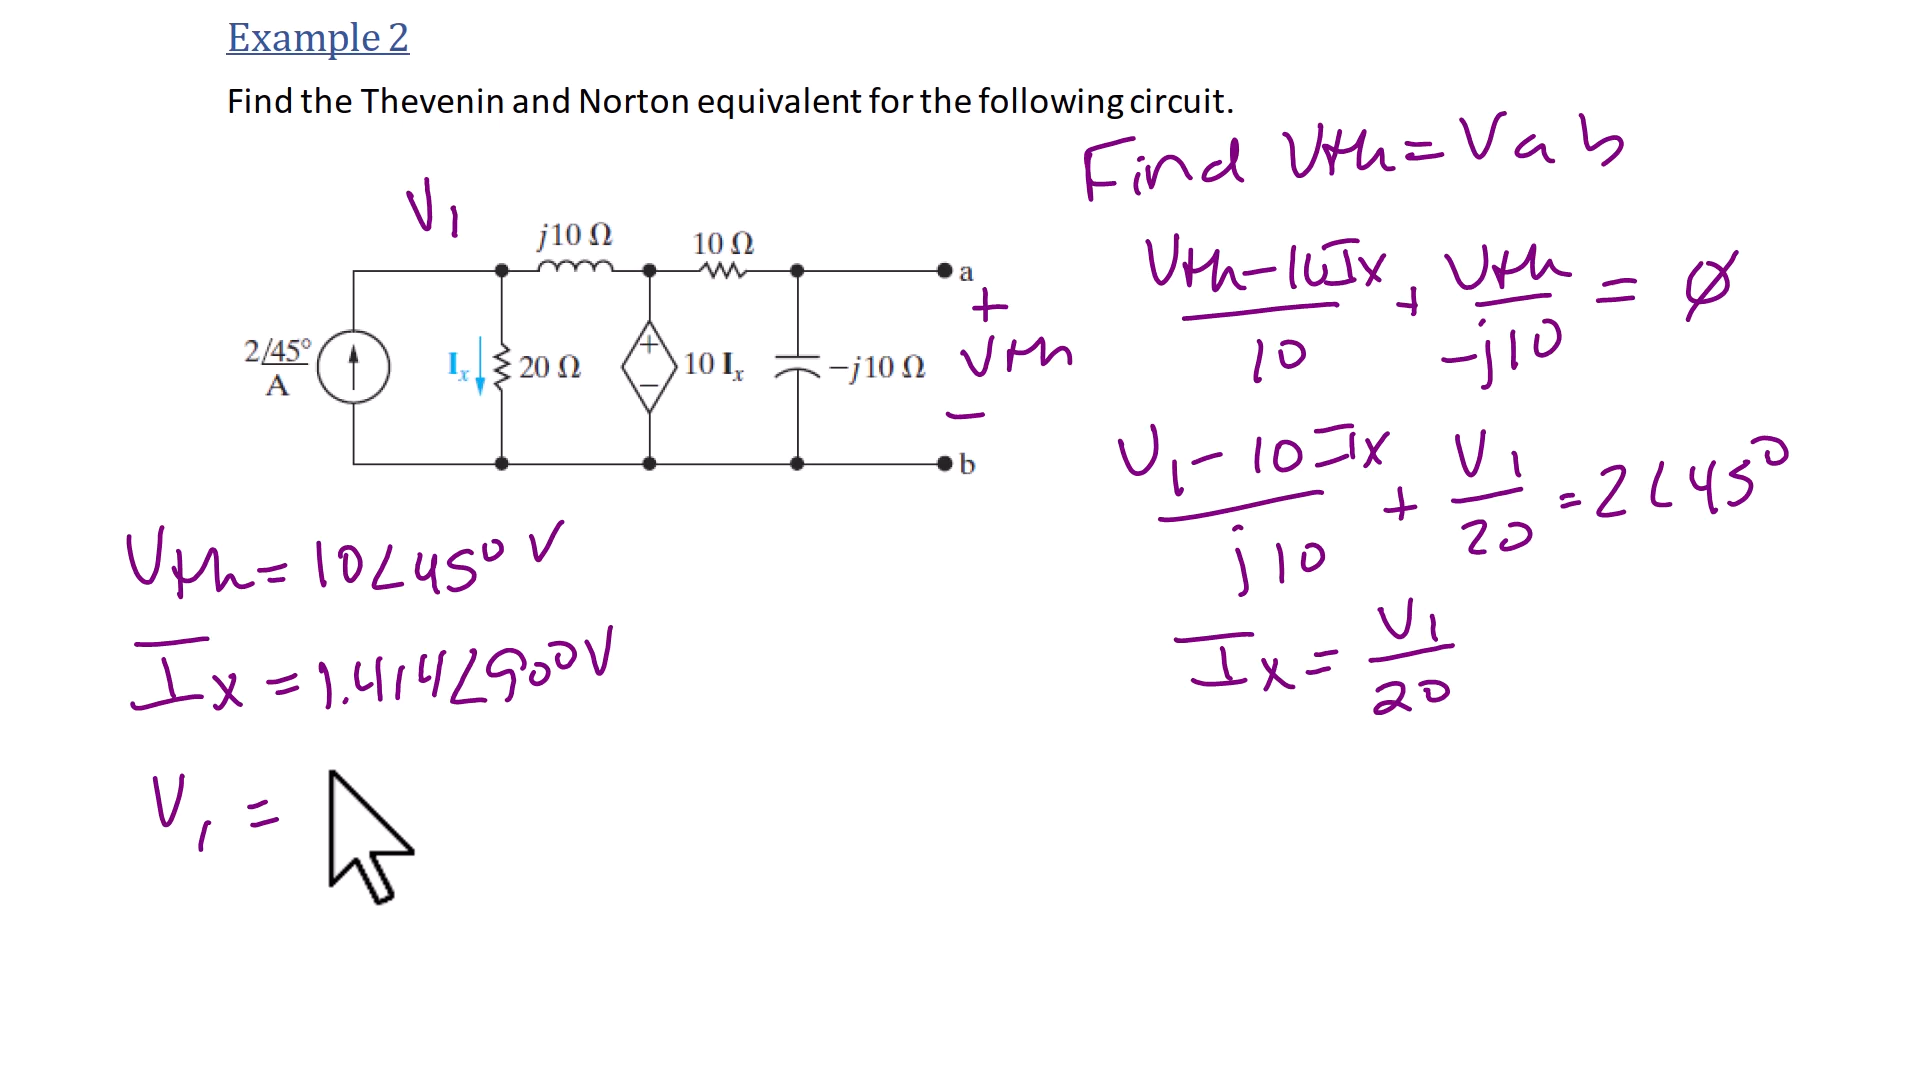 Example 2
Find the Thevenin and Norton equivalent for the following circuit.
Find Vth = Vab
V1
j10 Ω
10 Ω
a
+
Vth
−
b
2∠45°
A
Ix
20 Ω
+
−
10 Ix
−j10 Ω
Vth−10Ix/10 + Vth/−j10 = ∅
V1−10Ix/j10 + V1/20 = 2∠45°
Ix = V1/20
Vth = 10∠45° V
Ix = 1.414∠90° V
V1 =